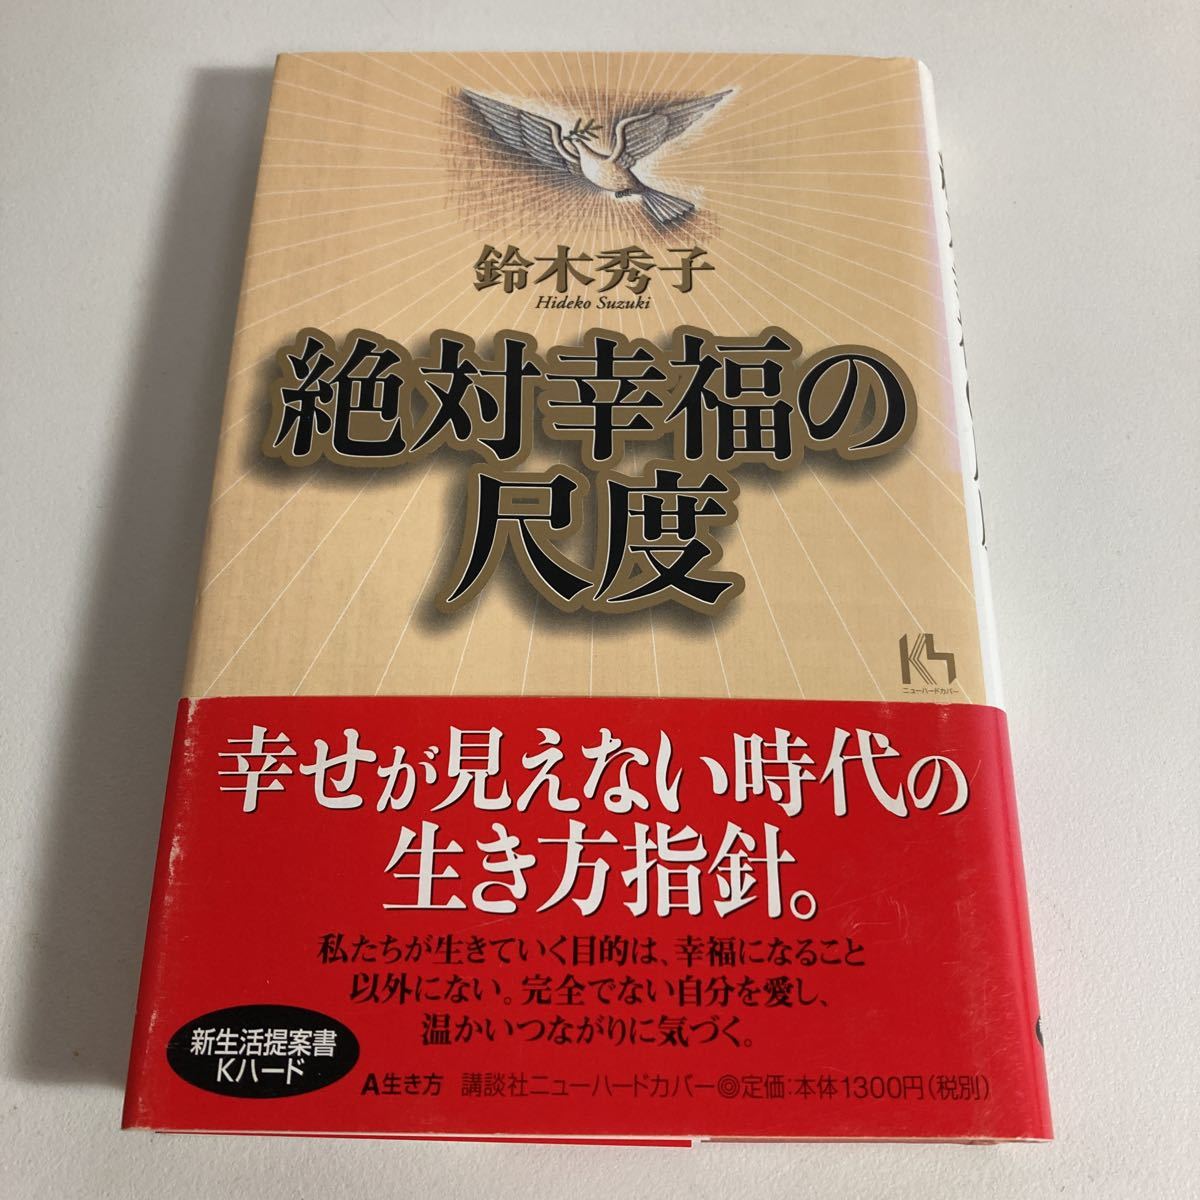 鈴木秀子
Hideko Suzuki
絶対幸福の
尺度
ニューハードカバー
幸せが見えない時代の
生き方指針。
私たちが生きていく目的は、幸福になること
以外にない。完全でない自分を愛し、
温かいつながりに気づく。
新生活提案書
Kハード
A生き方 講談社ニューハードカバー◎定価:本体1300円(税別)